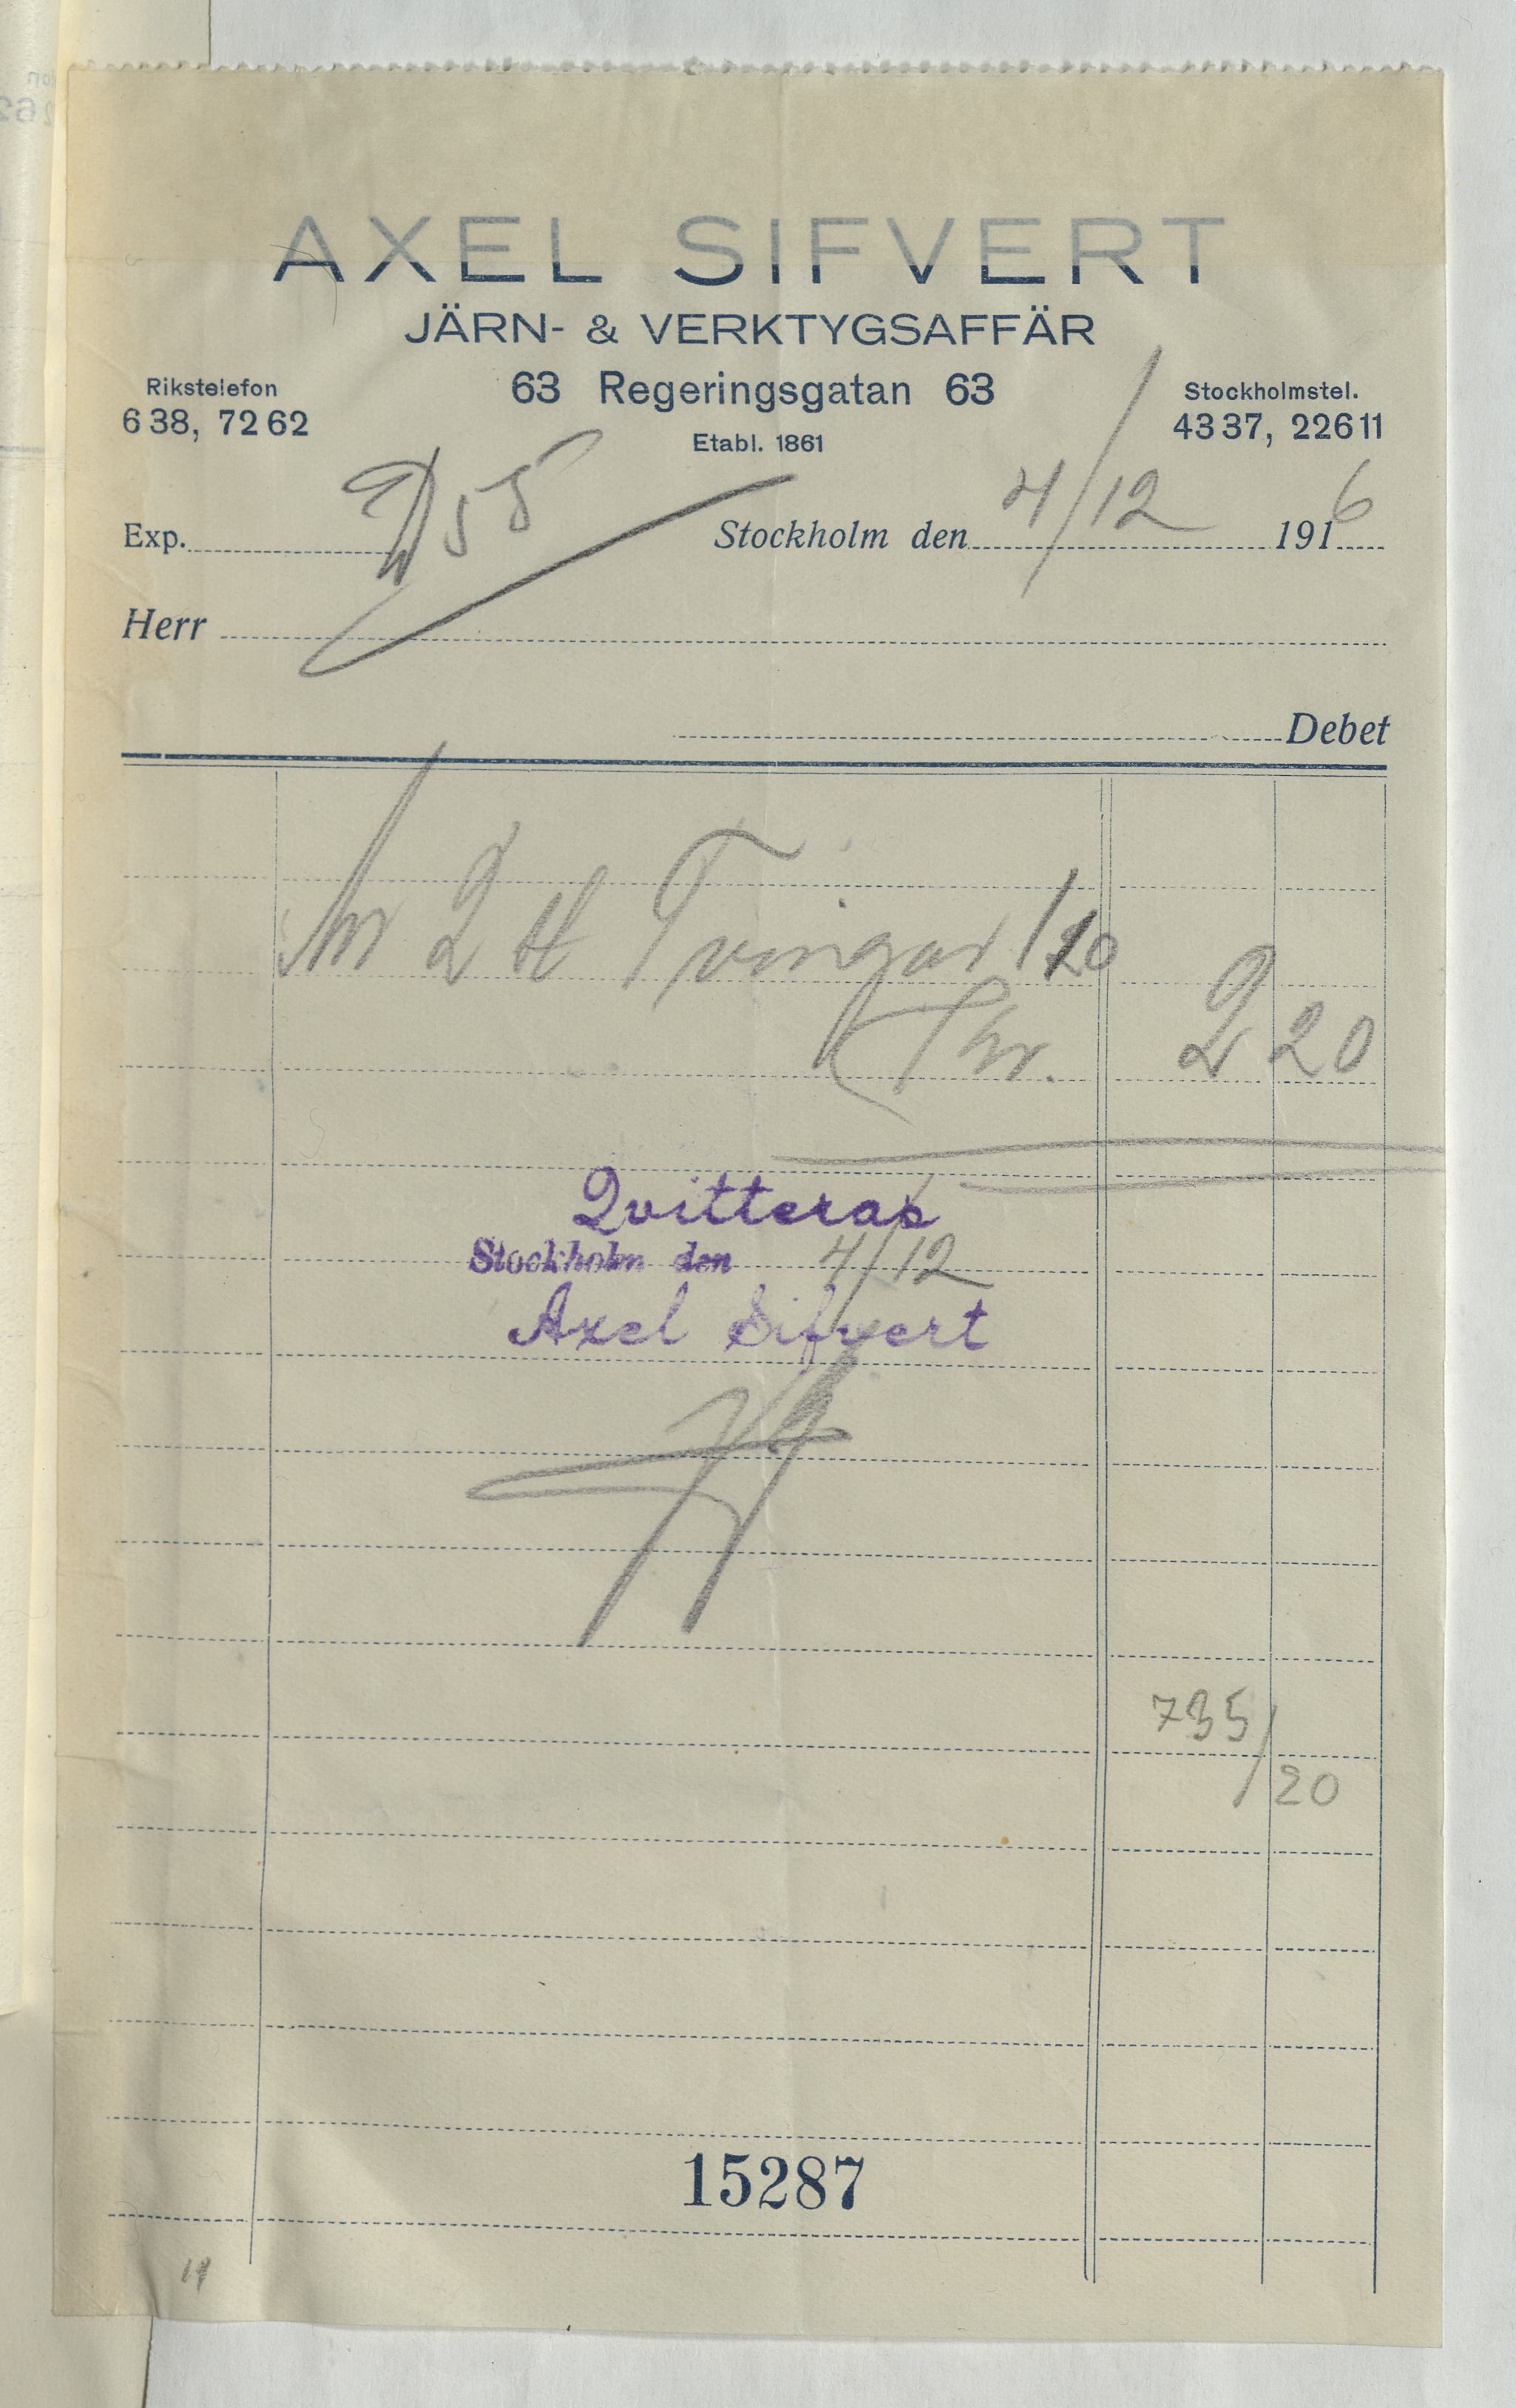 AXEL SIFVERT
JÄRN- & VERKTYGSAFFÄR
63 Regeringsgatan 63
Rikstelefon
638, 7262
Stockholmstel.
4337, 22611
Etabl. 1861
Exp. 55
Stockholm den 4/12 1916
Herr
Debet
2 st Tvingar 1/10
Kr. 2 20
Qvitteras
Stockholm den 4/12
Axel Sifvert
735/20
15287